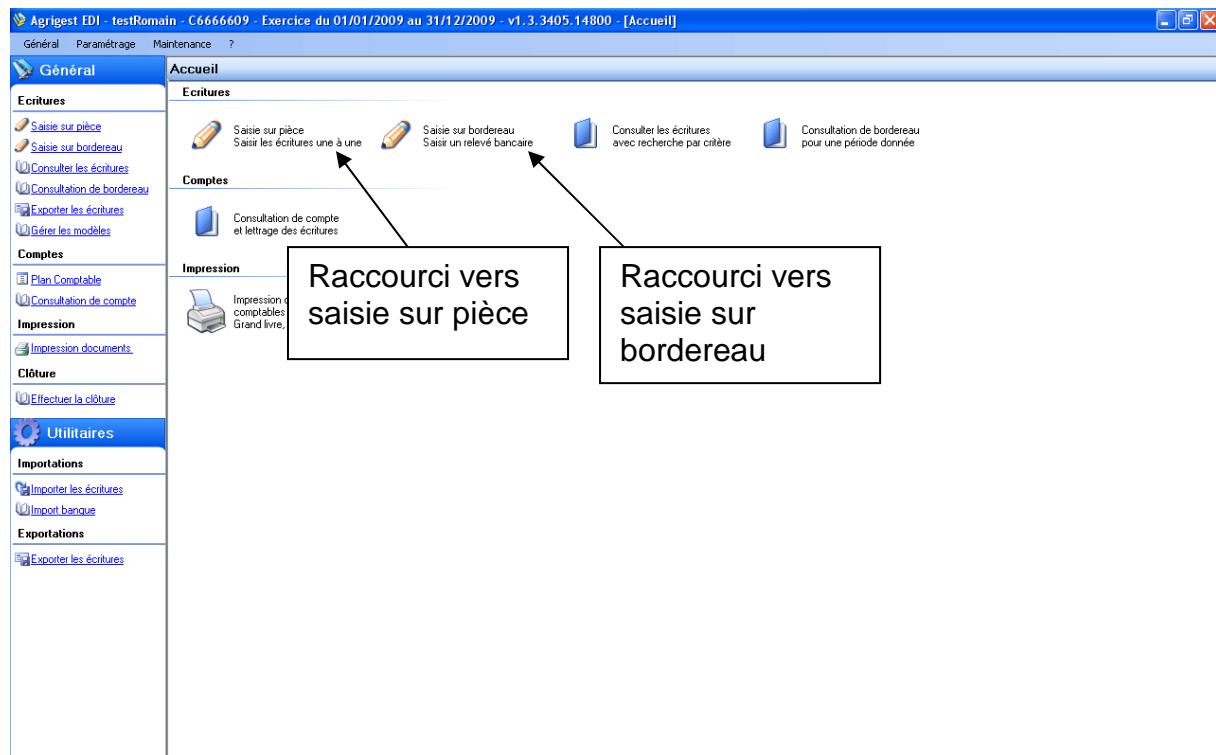 Agrigest EDI - testRomain - C6666609 - Exercice du 01/01/2009 au 31/12/2009 - v1.3.3405.14800 - [Accueil]
Général Paramétrage Maintenance ?
Général
Ecritures
Saisie sur pièce
Saisie sur bordereau
Consulter les écritures
Consultation de bordereau
Exporter les écritures
Gérer les modèles
Comptes
Plan Comptable
Consultation de compte
Impression
Impression documents
Clôture
Effectuer la clôture
Utilitaires
Importations
Importer les écritures
Import banque
Exportations
Exporter les écritures
Accueil
Ecritures
Saisie sur pièce
Saisir les écritures une à une
Saisie sur bordereau
Saisir un relevé bancaire
Consulter les écritures
avec recherche par critère
Consultation de bordereau
pour une période donnée
Comptes
Consultation de compte
et lettrage des écritures
Impression
Impression
comptables
Grand livre,
Raccourci vers
saisie sur pièce
Raccourci vers
saisie sur
bordereau